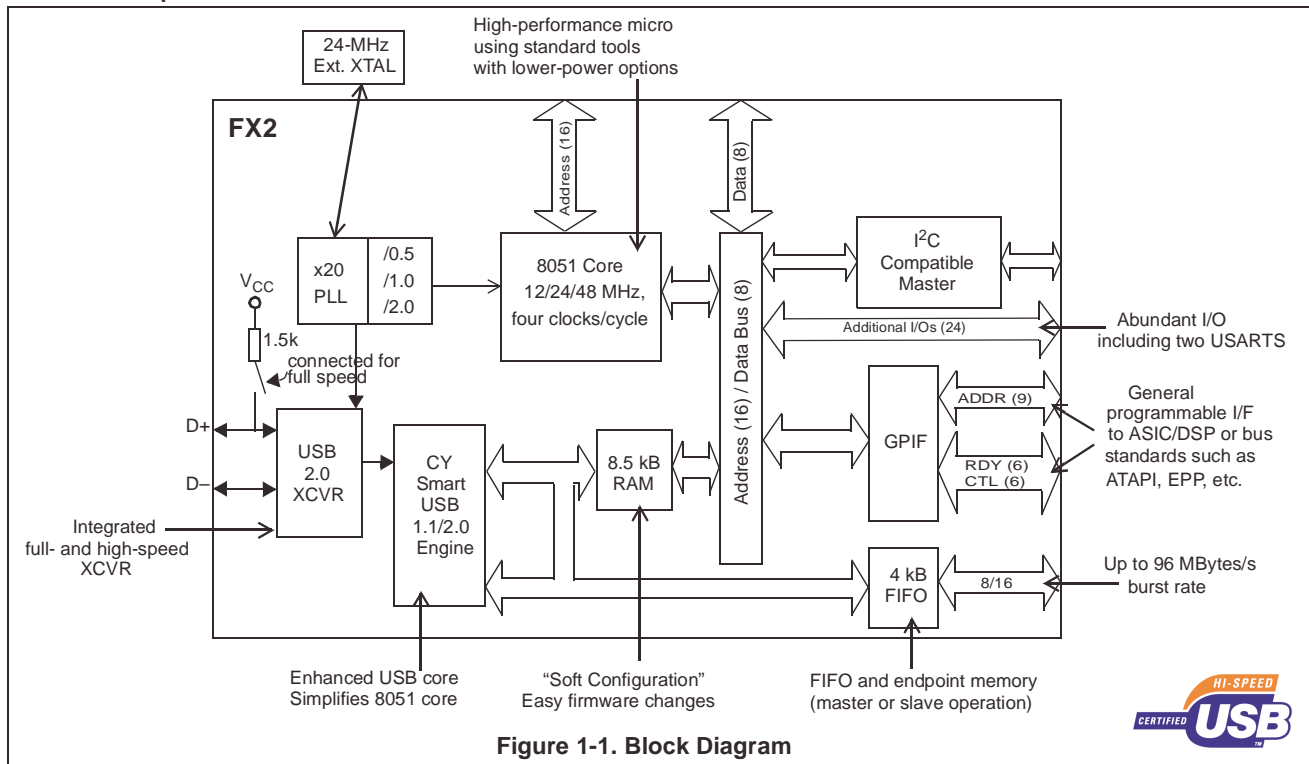 High-performance micro
using standard tools
with lower-power options
24-MHz
Ext. XTAL
FX2
Address (16)
Data (8)
x20
PLL
/0.5
/1.0
/2.0
8051 Core
12/24/48 MHz,
four clocks/cycle
I²C
Compatible
Master
VCC
1.5k
connected for
full speed
Address (16) / Data Bus (8)
Additional I/Os (24)
Abundant I/O
including two USARTS
D+
D–
USB
2.0
XCVR
CY
Smart
USB
1.1/2.0
Engine
8.5 kB
RAM
GPIF
ADDR (9)
RDY (6)
CTL (6)
General
programmable I/F
to ASIC/DSP or bus
standards such as
ATAPI, EPP, etc.
Integrated
full- and high-speed
XCVR
4 kB
FIFO
8/16
Up to 96 MBytes/s
burst rate
Enhanced USB core
Simplifies 8051 core
“Soft Configuration”
Easy firmware changes
FIFO and endpoint memory
(master or slave operation)
HI-SPEED
CERTIFIED
USB
TM
Figure 1-1. Block Diagram